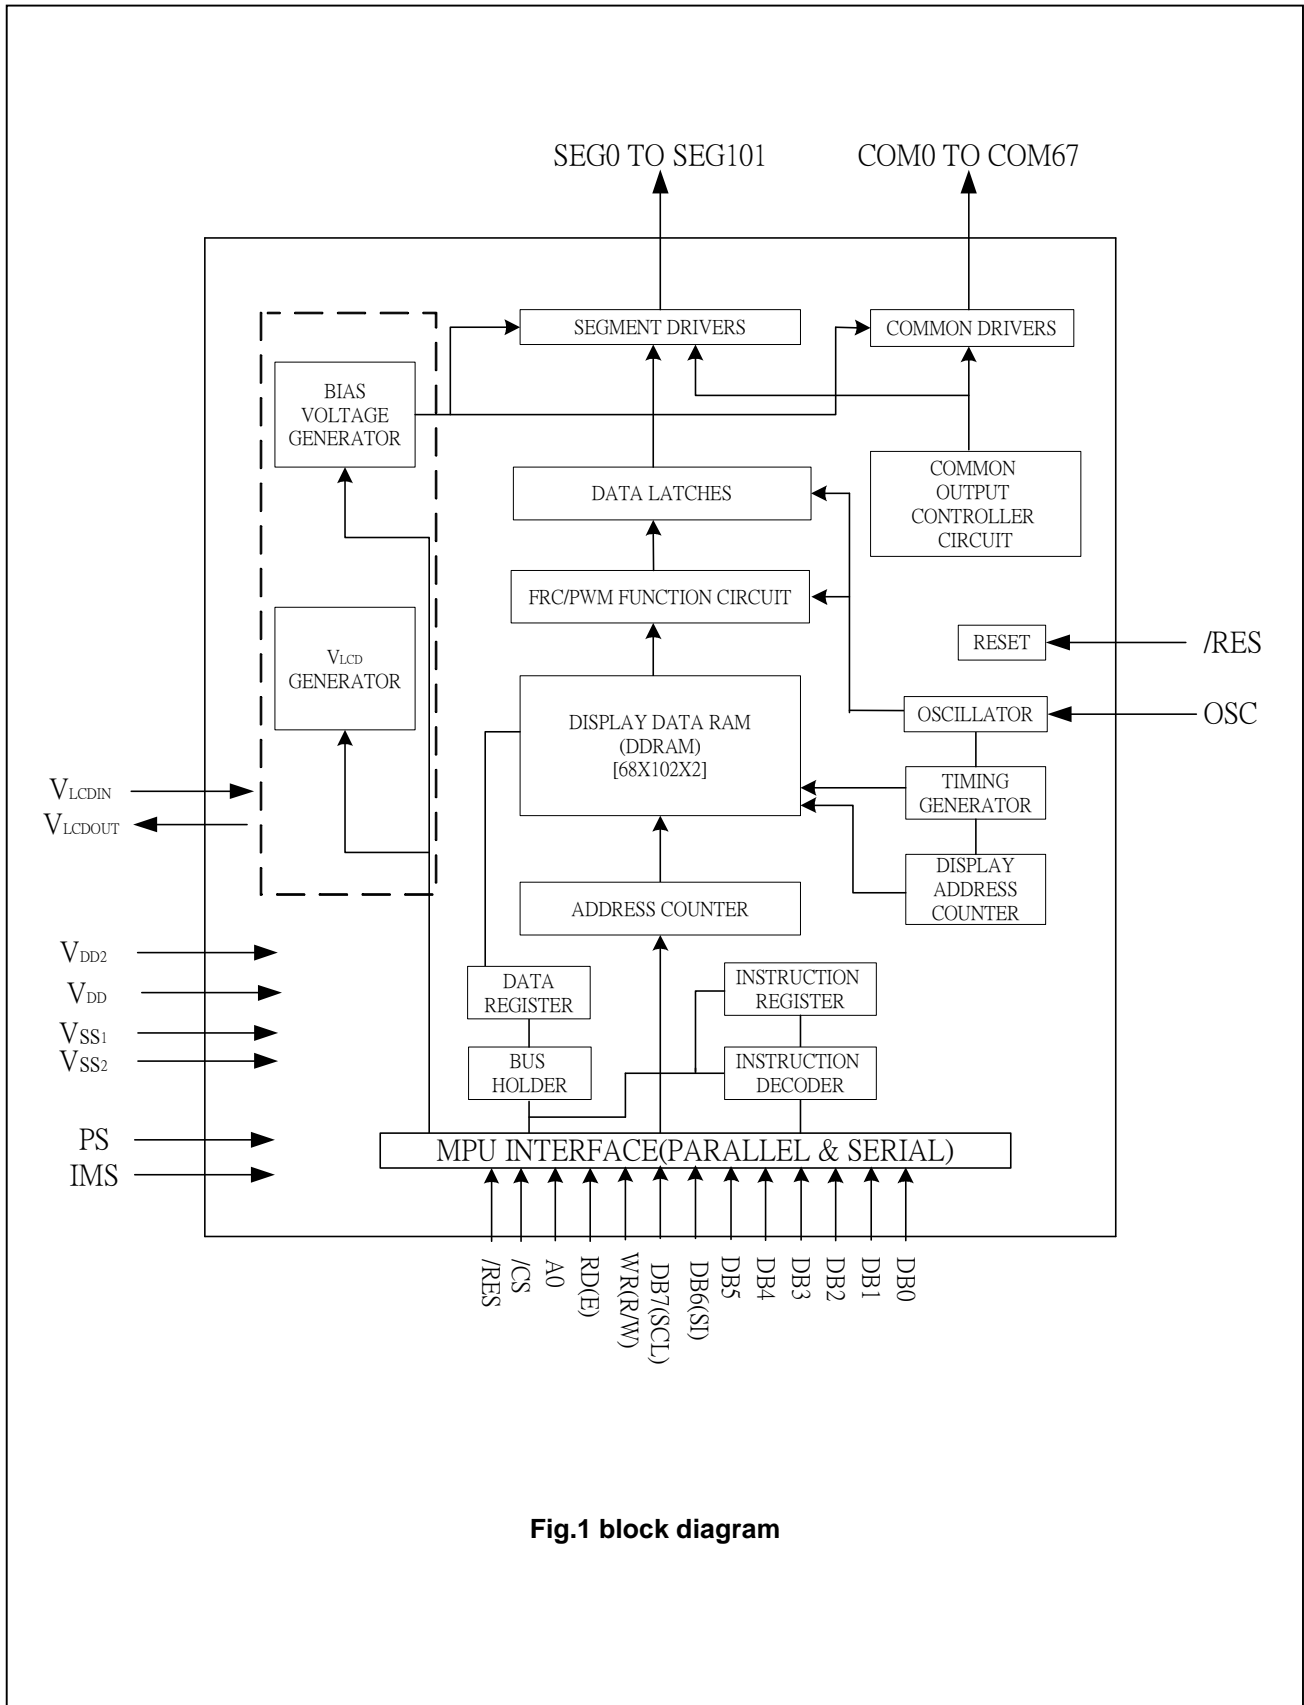 SEG0 TO SEG101
COM0 TO COM67
SEGMENT DRIVERS
COMMON DRIVERS
BIAS
VOLTAGE
GENERATOR
DATA LATCHES
COMMON
OUTPUT
CONTROLLER
CIRCUIT
FRC/PWM FUNCTION CIRCUIT
RESET
/RES
VLCD
GENERATOR
DISPLAY DATA RAM
(DDRAM)
[68X102X2]
OSCILLATOR
OSC
TIMING
GENERATOR
VLCDIN
VLCDOUT
DISPLAY
ADDRESS
COUNTER
ADDRESS COUNTER
VDD2
VDD
VSS1
VSS2
DATA
REGISTER
INSTRUCTION
REGISTER
BUS
HOLDER
INSTRUCTION
DECODER
PS
IMS
MPU INTERFACE(PARALLEL & SERIAL)
/RES
/CS
A0
RD(E)
WR(R/W)
DB7(SCL)
DB6(SI)
DB5
DB4
DB3
DB2
DB1
DB0
Fig.1 block diagram